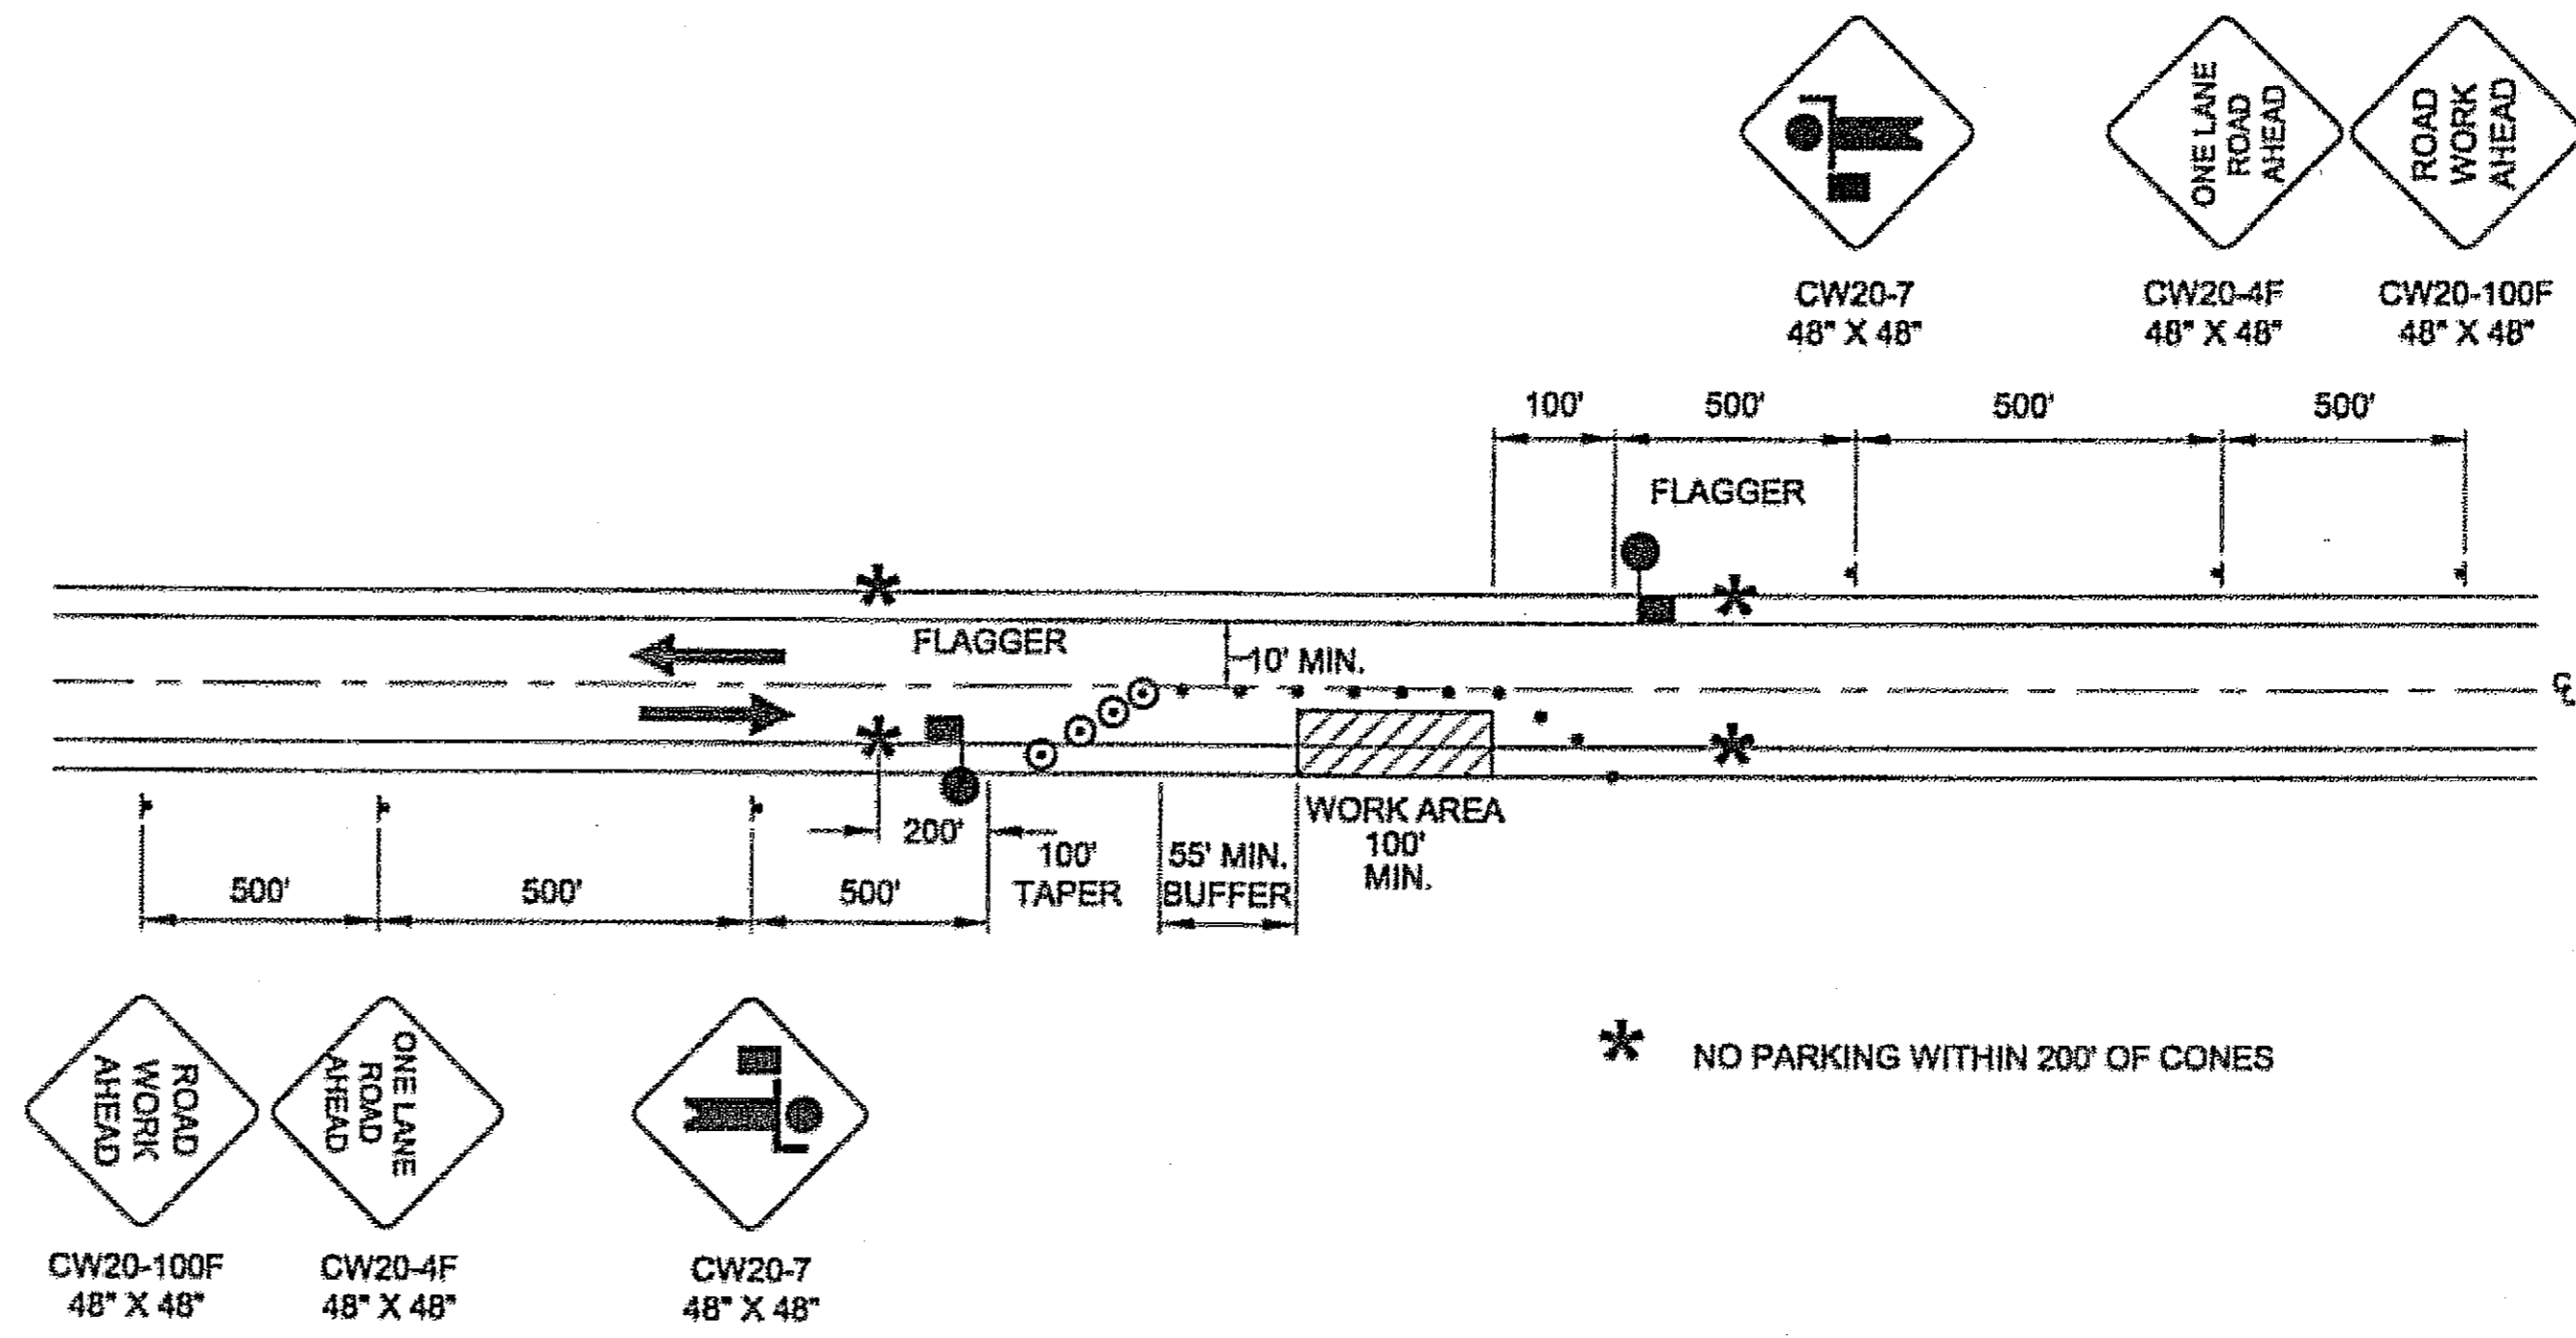 ONE LANE
ROAD
AHEAD
ROAD
WORK
AHEAD
CW20-7
48" X 48"
CW20-4F
48" X 48"
CW20-100F
48" X 48"
100'
500'
500'
500'
FLAGGER
FLAGGER
10' MIN.
CL
200'
100'
TAPER
55' MIN.
BUFFER
WORK AREA
100'
MIN.
500'
500'
500'
ROAD
WORK
AHEAD
ONE LANE
ROAD
AHEAD
* NO PARKING WITHIN 200' OF CONES
CW20-100F
48" X 48"
CW20-4F
48" X 48"
CW20-7
48" X 48"